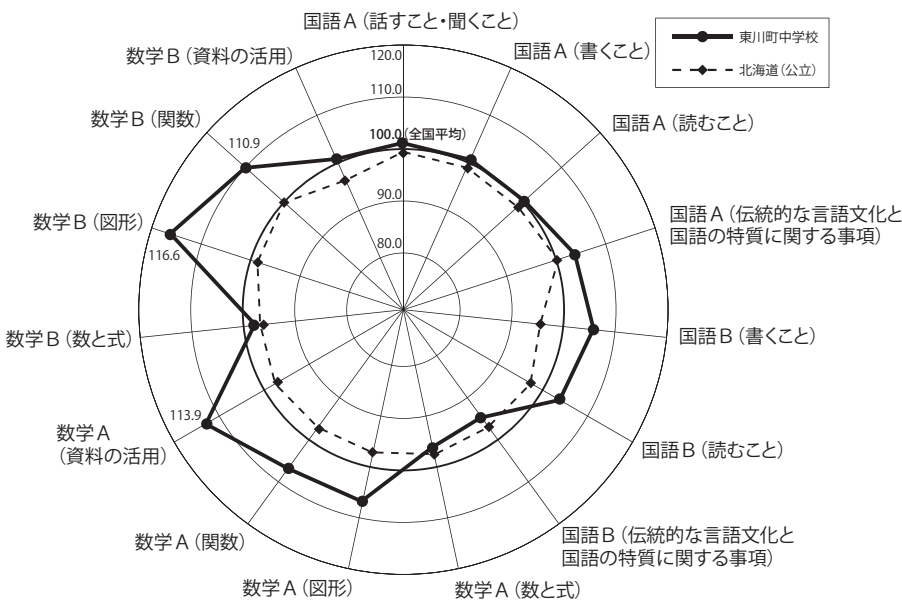 国語A(話すこと・聞くこと)
国語A(書くこと)
国語A(読むこと)
国語A(伝統的な言語文化と
国語の特質に関する事項)
国語B(書くこと)
国語B(読むこと)
国語B(伝統的な言語文化と
国語の特質に関する事項)
数学A(数と式)
数学A(図形)
数学A(関数)
数学A
(資料の活用)
数学B(数と式)
数学B(図形)
数学B(関数)
数学B(資料の活用)
東川町中学校
北海道(公立)
120.0
110.0
100.0(全国平均)
90.0
80.0
110.9
116.6
113.9